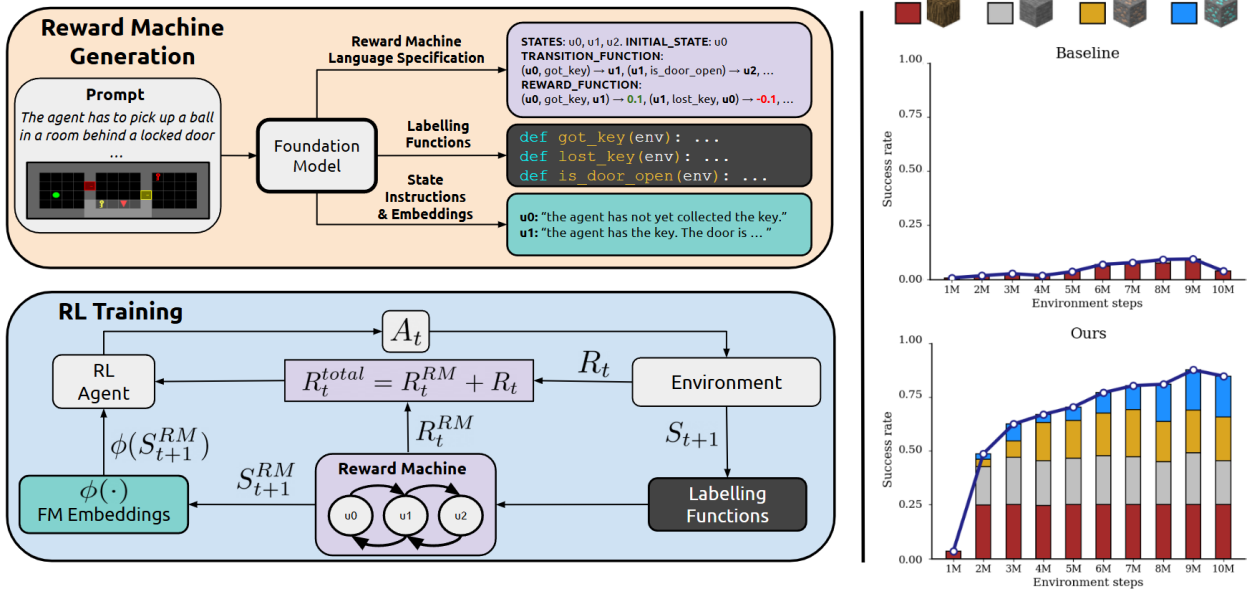 Reward Machine
Generation
Prompt
The agent has to pick up a ball
in a room behind a locked door
...
Foundation
Model
Reward Machine
Language Specification
Labelling
Functions
State
Instructions
& Embeddings
STATES: u0, u1, u2. INITIAL_STATE: u0
TRANSITION_FUNCTION:
(u0, got_key) → u1, (u1, is_door_open) → u2, ...
REWARD_FUNCTION:
(u0, got_key, u1) → 0.1, (u1, lost_key, u0) → -0.1, ...
def got_key(env): ...
def lost_key(env): ...
def is_door_open(env): ...
u0: “the agent has not yet collected the key.”
u1: “the agent has the key. The door is ... ”
RL Training
A_t
RL
Agent
R_t^{total} = R_t^{RM} + R_t
R_t
Environment
ϕ(S_{t+1}^{RM})
R_t^{RM}
S_{t+1}
ϕ(·)
FM Embeddings
S_{t+1}^{RM}
Reward Machine
u0 u1 u2
Labelling
Functions
Baseline
Success rate
1.00
0.75
0.50
0.25
0.00
1M 2M 3M 4M 5M 6M 7M 8M 9M 10M
Environment steps
Ours
Success rate
1.00
0.75
0.50
0.25
0.00
1M 2M 3M 4M 5M 6M 7M 8M 9M 10M
Environment steps